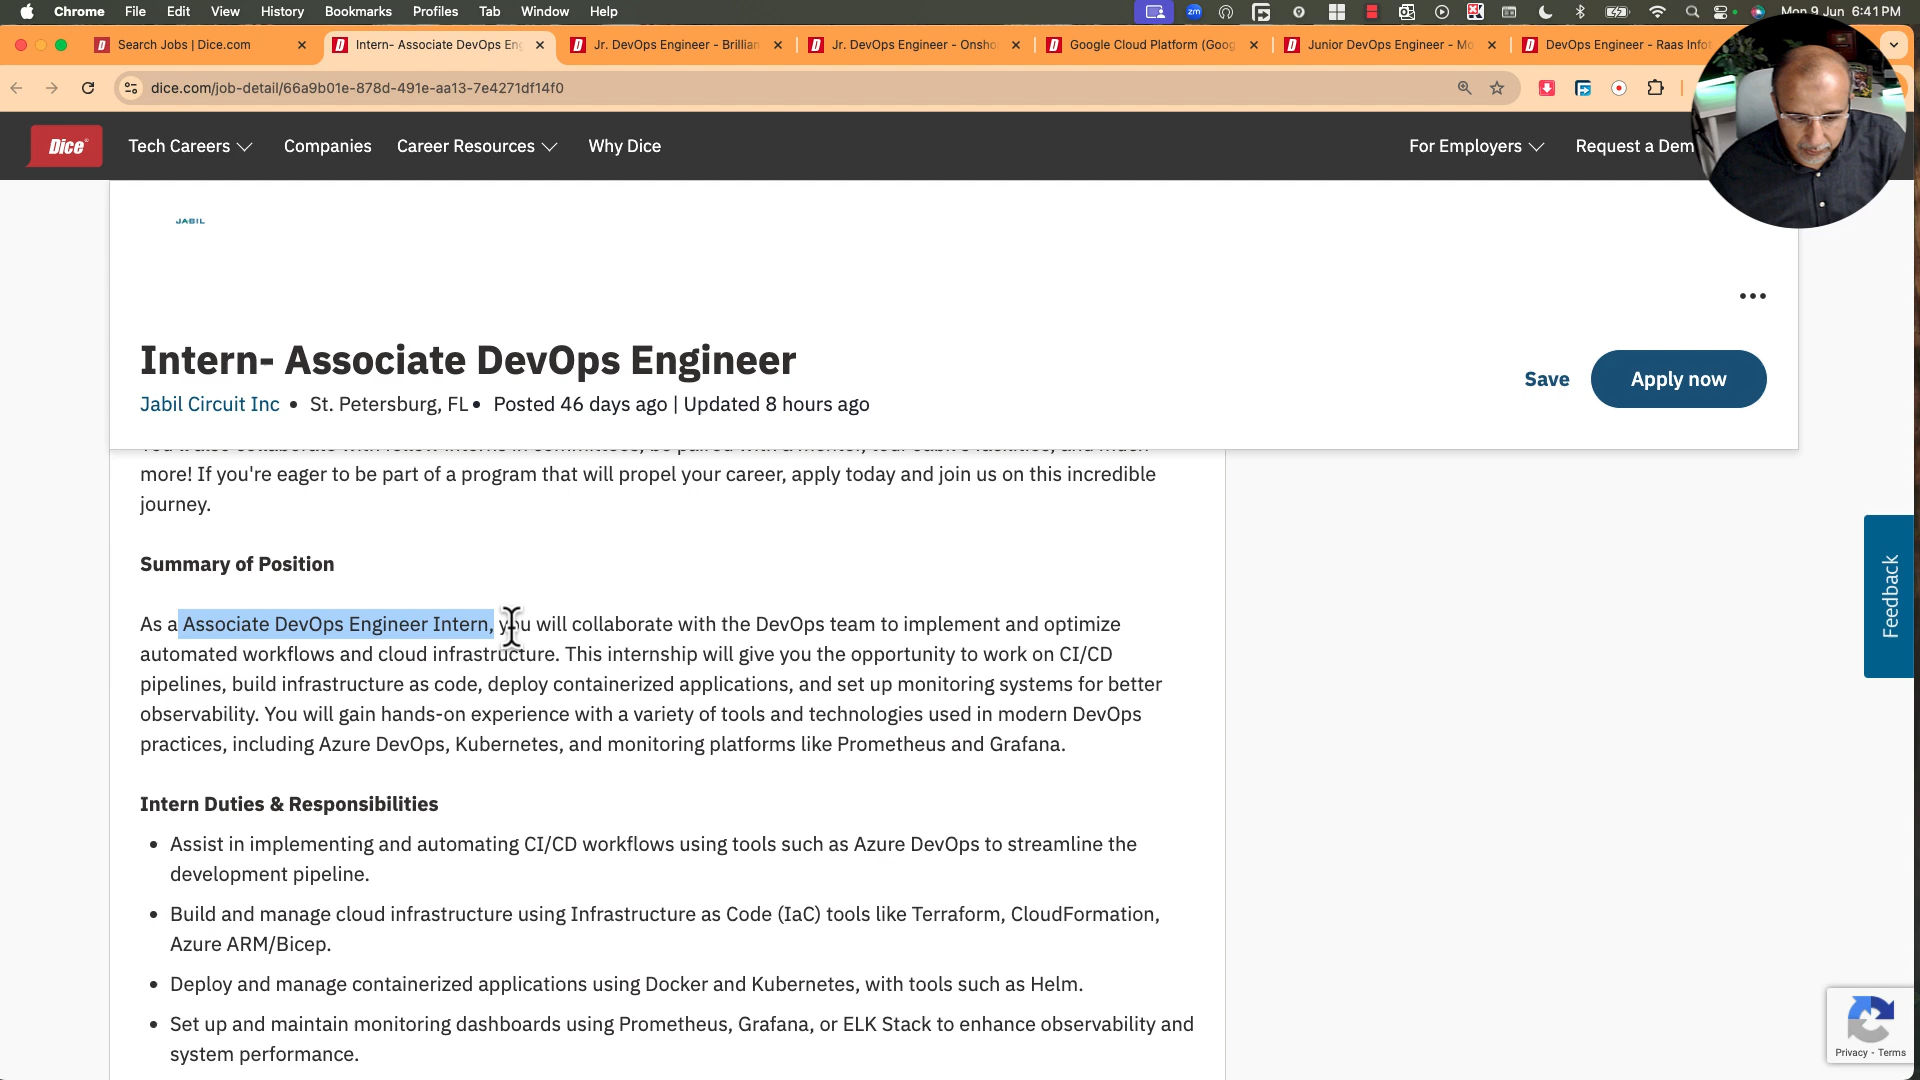 Chrome File Edit View History Bookmarks Profiles Tab Window Help
zm
Mon 9 Jun 6:41 PM
Search Jobs | Dice.com
Intern- Associate DevOps En
Jr. DevOps Engineer - Brillian
Jr. DevOps Engineer - Onsho
Google Cloud Platform (Goog
Junior DevOps Engineer - Mo
DevOps Engineer - Raas Info
dice.com/job-detail/66a9b01e-878d-491e-aa13-7e4271df14f0
Dice
Tech Careers Companies Career Resources Why Dice For Employers Request a Dem
JABIL
Intern- Associate DevOps Engineer
Save
Apply now
Jabil Circuit Inc • St. Petersburg, FL • Posted 46 days ago | Updated 8 hours ago
more! If you're eager to be part of a program that will propel your career, apply today and join us on this incredible
journey.
Summary of Position
As a Associate DevOps Engineer Intern, you will collaborate with the DevOps team to implement and optimize
automated workflows and cloud infrastructure. This internship will give you the opportunity to work on CI/CD
pipelines, build infrastructure as code, deploy containerized applications, and set up monitoring systems for better
observability. You will gain hands-on experience with a variety of tools and technologies used in modern DevOps
practices, including Azure DevOps, Kubernetes, and monitoring platforms like Prometheus and Grafana.
Intern Duties & Responsibilities
• Assist in implementing and automating CI/CD workflows using tools such as Azure DevOps to streamline the
development pipeline.
• Build and manage cloud infrastructure using Infrastructure as Code (IaC) tools like Terraform, CloudFormation,
Azure ARM/Bicep.
• Deploy and manage containerized applications using Docker and Kubernetes, with tools such as Helm.
• Set up and maintain monitoring dashboards using Prometheus, Grafana, or ELK Stack to enhance observability and
system performance.
Feedback
Privacy - Terms